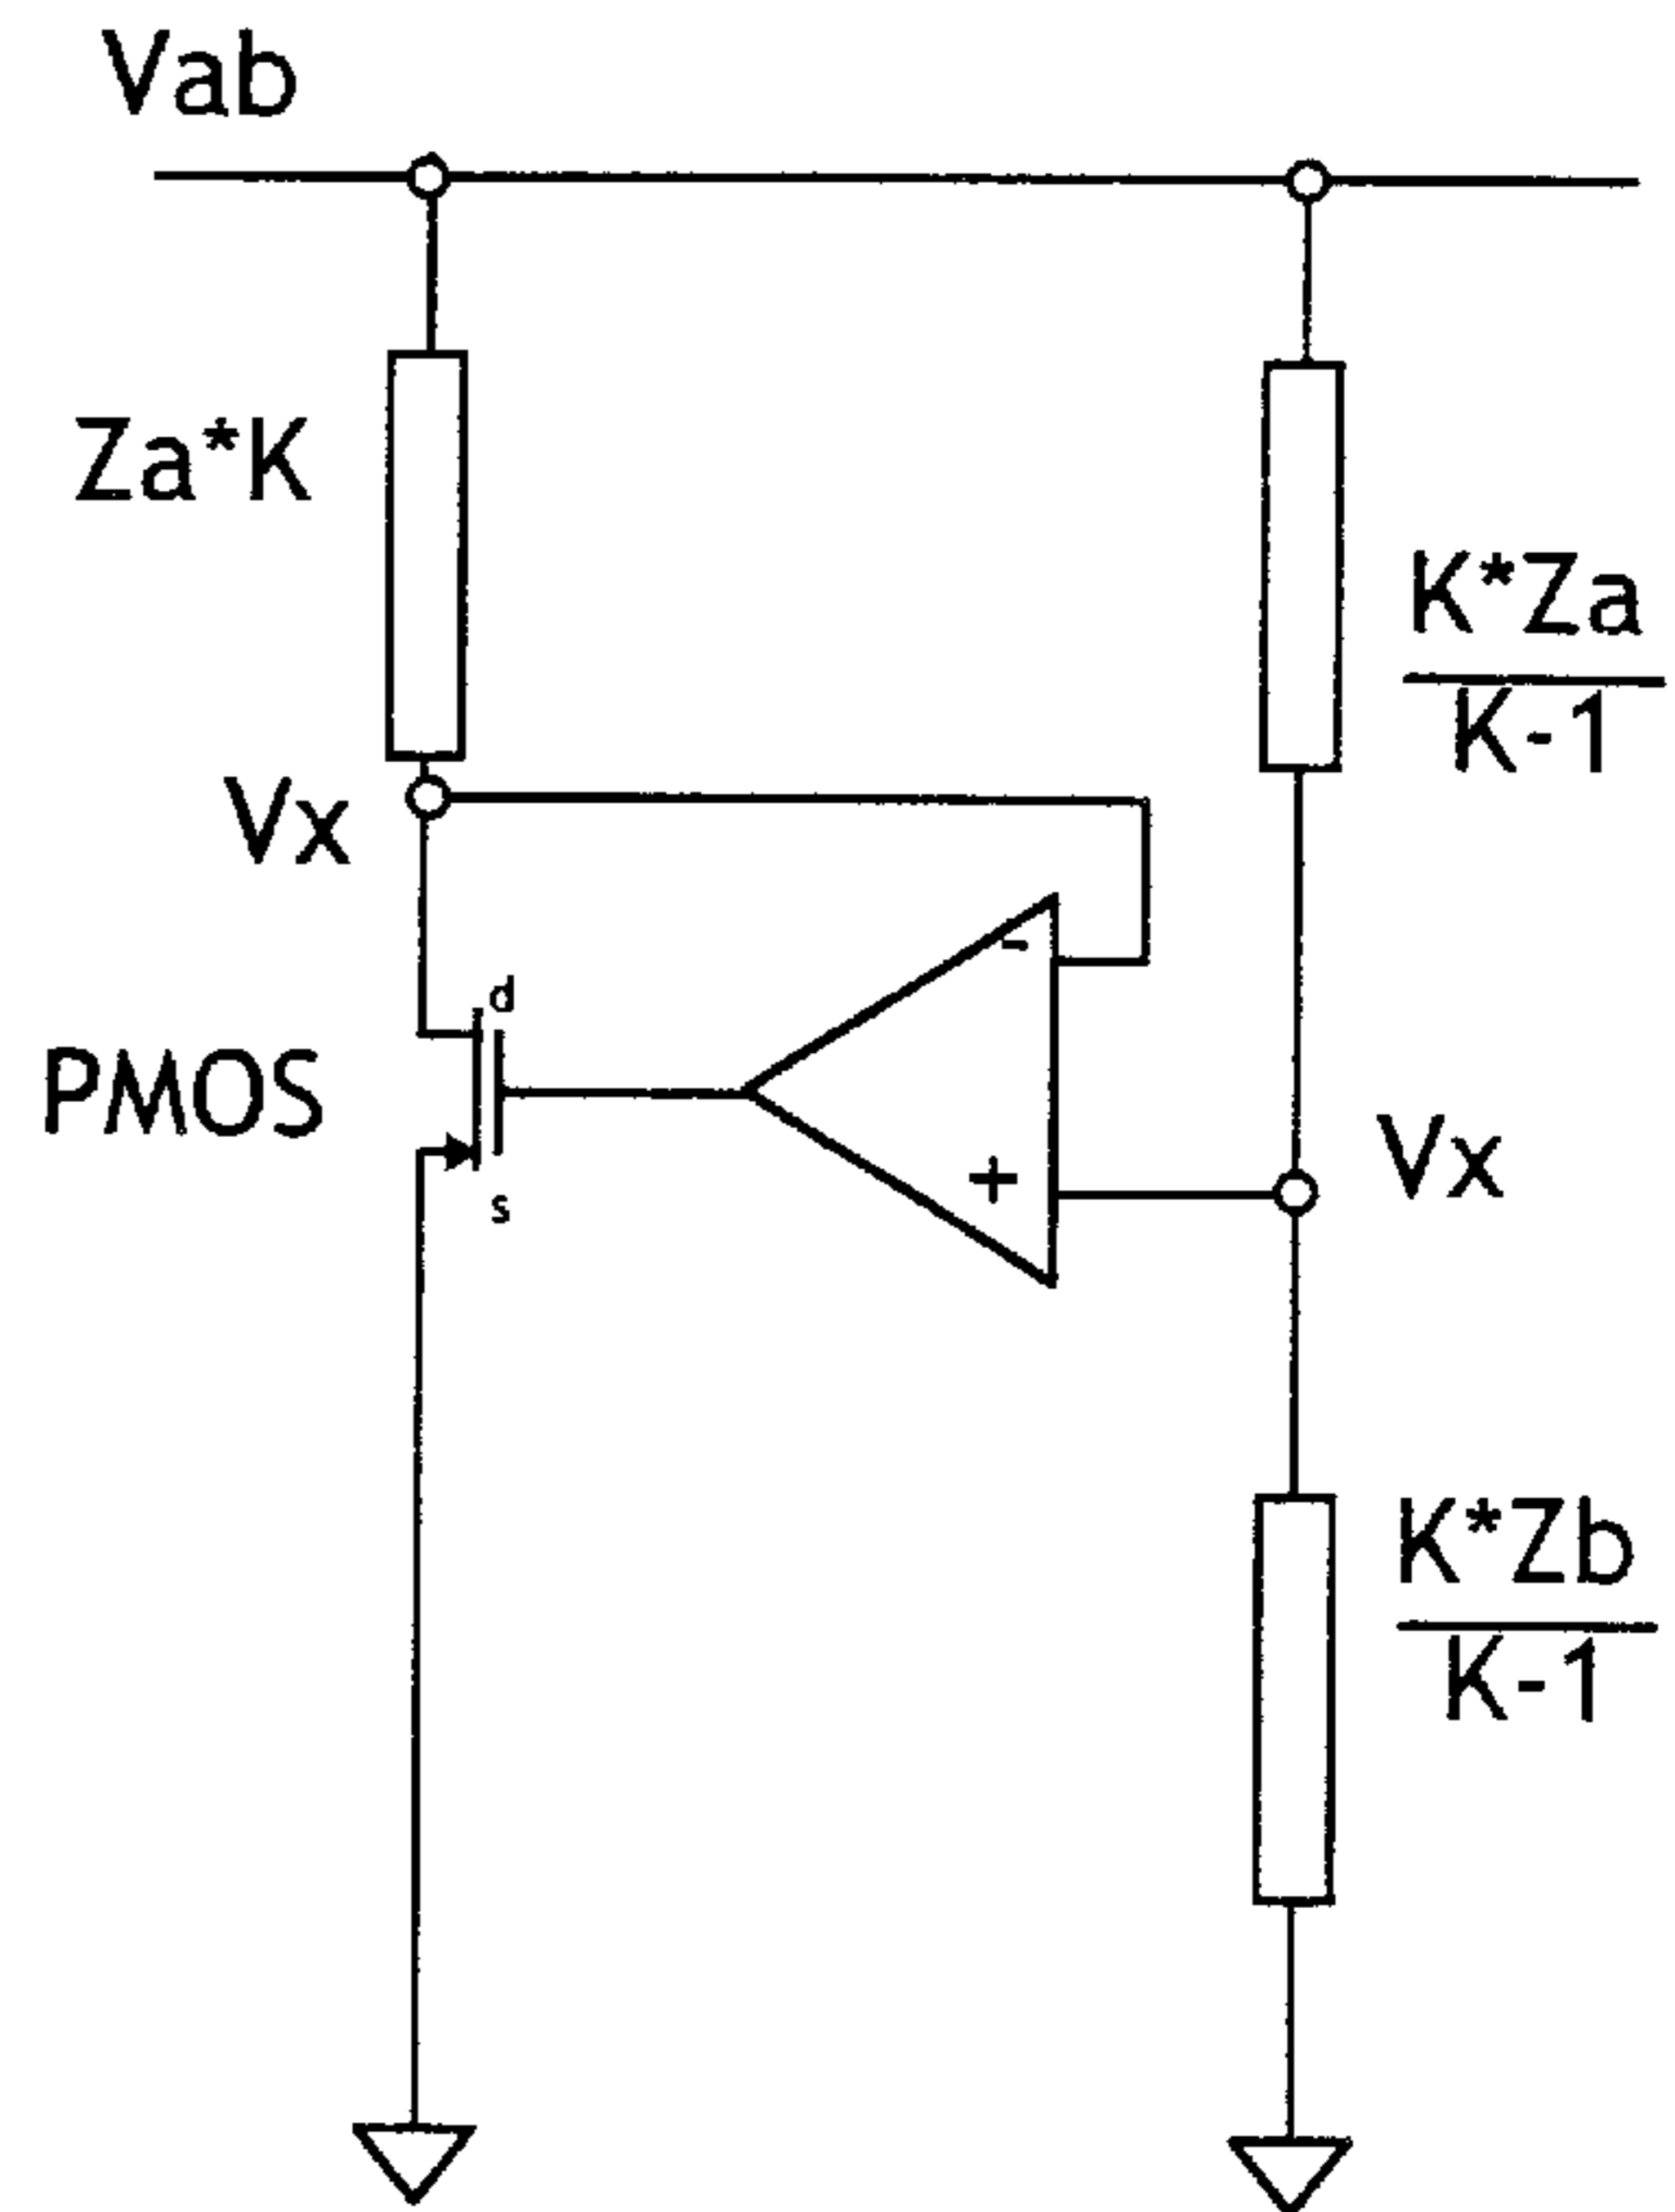 Vab
Za*K
K*Za
K-1
Vx
-
d
PMOS
+
Vx
s
K*Zb
K-1